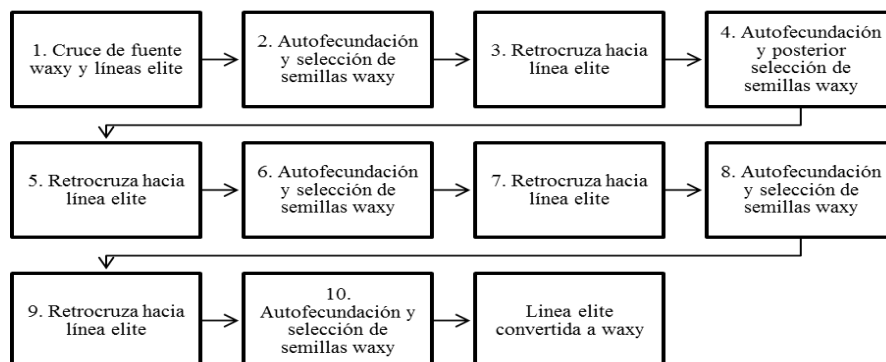 1. Cruce de fuente
waxy y líneas elite
2. Autofecundación
y selección de
semillas waxy
3. Retrocruza hacia
línea elite
4. Autofecundación
y posterior
selección de
semillas waxy
5. Retrocruza hacia
línea elite
6. Autofecundación
y selección de
semillas waxy
7. Retrocruza hacia
línea elite
8. Autofecundación
y selección de
semillas waxy
9. Retrocruza hacia
línea elite
10.
Autofecundación y
selección de
semillas waxy
Linea elite
convertida a waxy